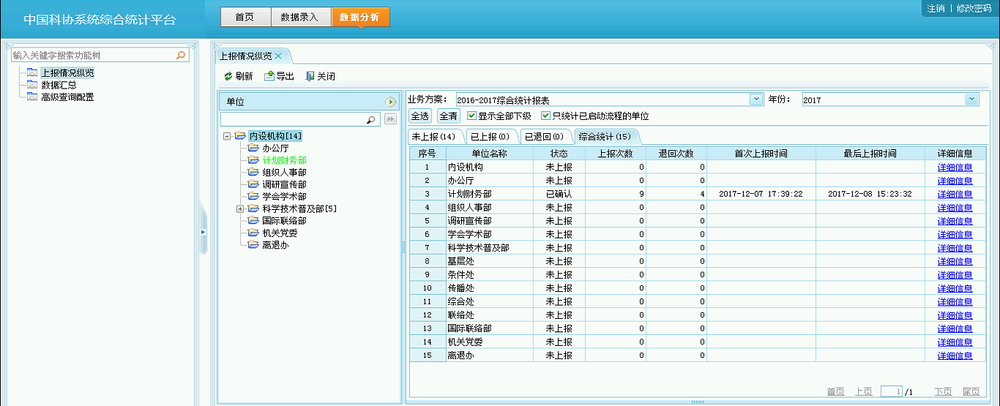 中国科协系统综合统计平台
首页 数据录入 数据分析
注销 | 修改密码
输入关键字搜索功能树
上报情况纵览
数据汇总
高级查询配置
上报情况纵览
刷新 导出 关闭
单位
内设机构[14]
办公厅
计划财务部
组织人事部
调研宣传部
学会学术部
科学技术普及部[5]
国际联络部
机关党委
离退办
业务方案: 2016-2017综合统计报表 年份: 2017
全选 全清 显示全部下级 只统计已启动流程的单位
未上报(14) 已上报(0) 已退回(0) 综合统计(15)
序号 单位名称 状态 上报次数 退回次数 首次上报时间 最后上报时间 详细信息
1 内设机构 未上报 0 0 详细信息
2 办公厅 未上报 0 0 详细信息
3 计划财务部 已确认 9 4 2017-12-07 17:39:22 2017-12-08 15:23:32 详细信息
4 组织人事部 未上报 0 0 详细信息
5 调研宣传部 未上报 0 0 详细信息
6 学会学术部 未上报 0 0 详细信息
7 科学技术普及部 未上报 0 0 详细信息
8 基层处 未上报 0 0 详细信息
9 条件处 未上报 0 0 详细信息
10 传播处 未上报 0 0 详细信息
11 综合处 未上报 0 0 详细信息
12 联络处 未上报 0 0 详细信息
13 国际联络部 未上报 0 0 详细信息
14 机关党委 未上报 0 0 详细信息
15 离退办 未上报 0 0 详细信息
首页 上页 1 /1 下页 尾页